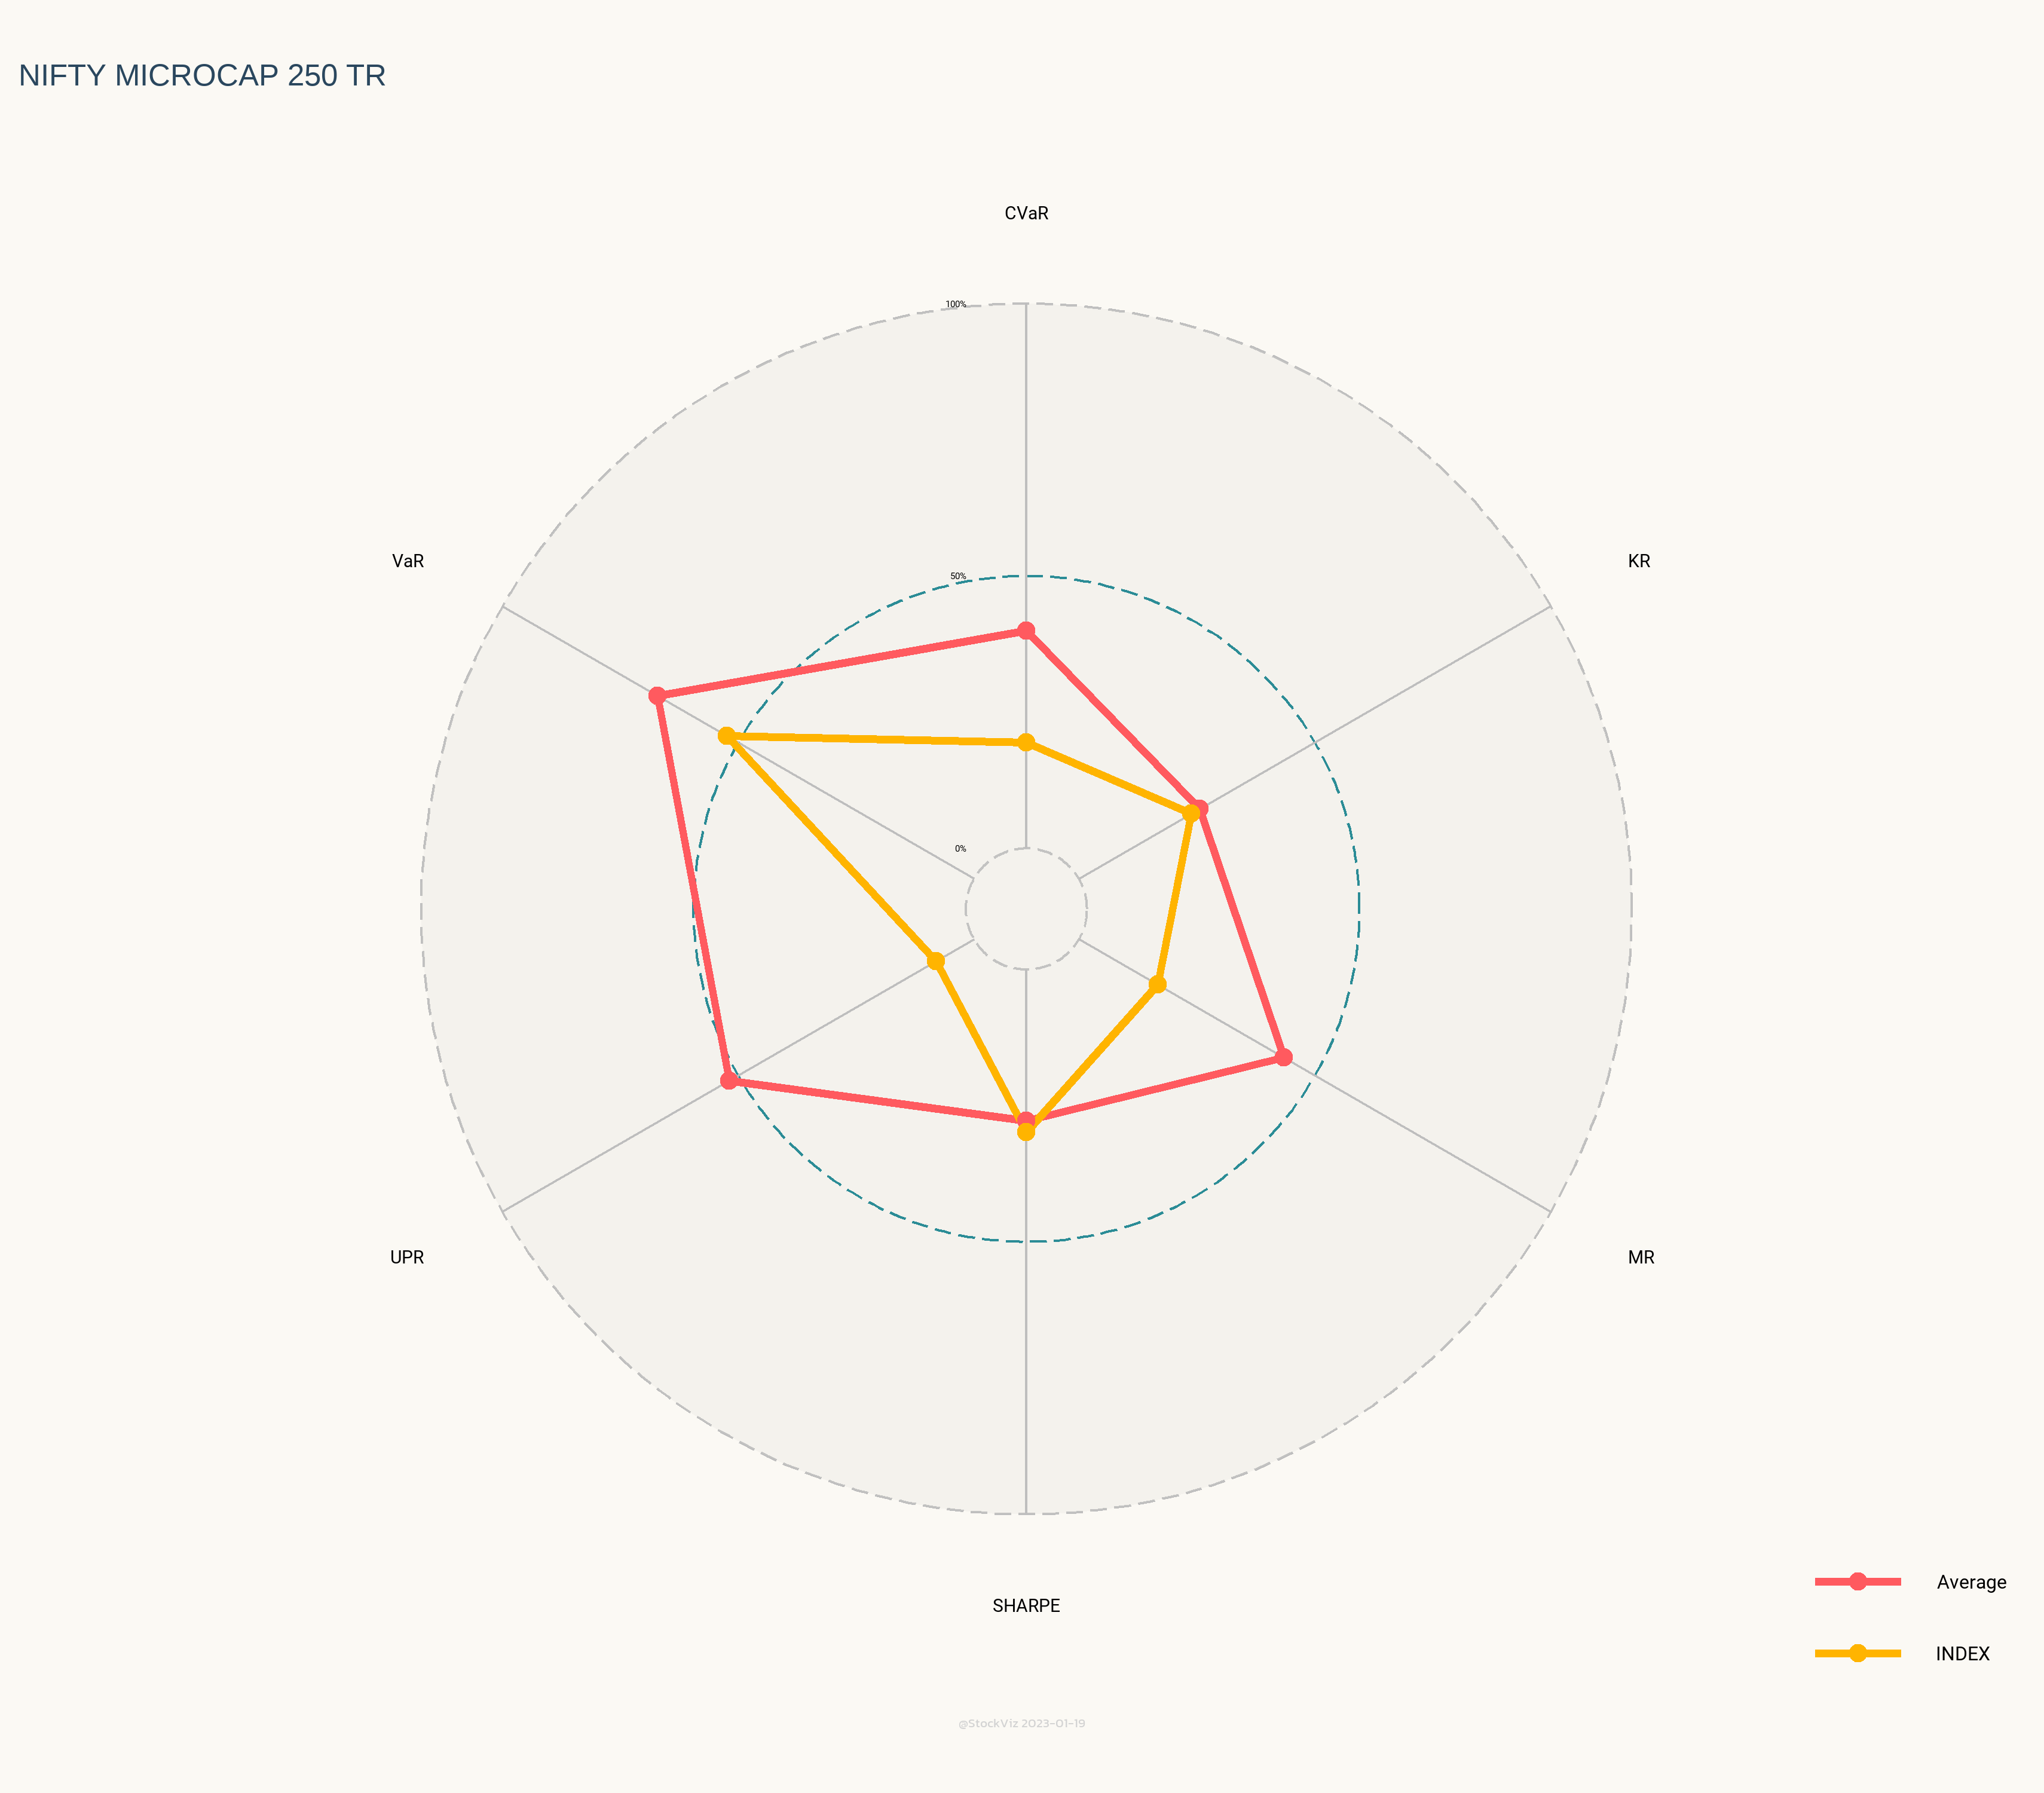 NIFTY MICROCAP 250 TR
CVaR
100%
VaR
KR
50%
0%
UPR
MR
SHARPE
Average
INDEX
@StockViz 2023-01-19